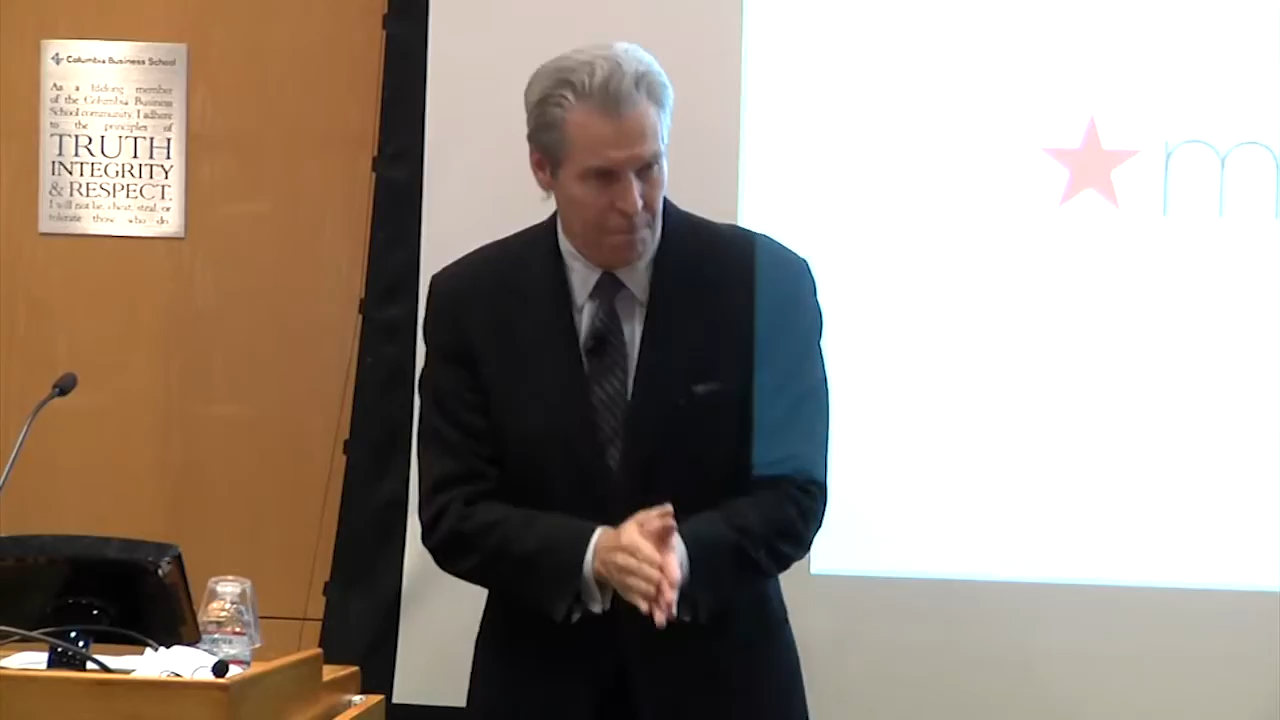 Columbia Business School
As a lifelong member
of the Columbia Business
School community, I adhere
to the principles of
TRUTH
INTEGRITY
& RESPECT.
I will not lie, cheat, steal, or
tolerate those who do.
m